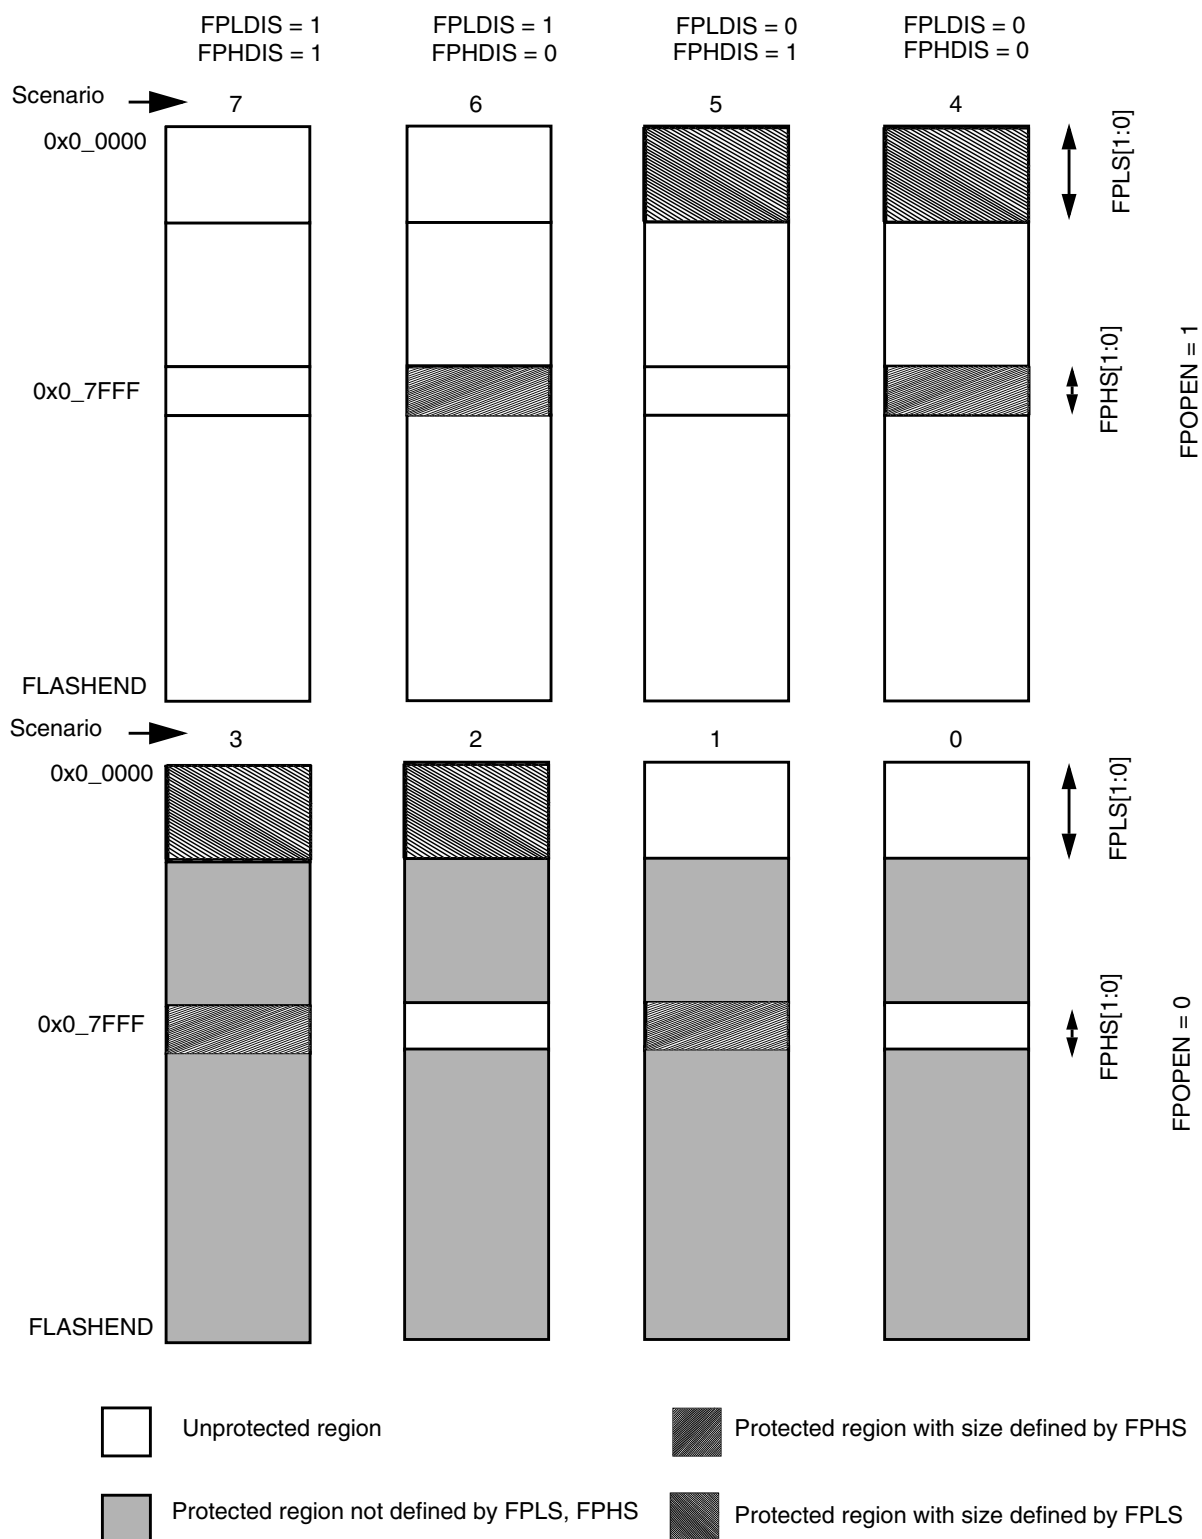 FPLDIS = 1
FPHDIS = 1
FPLDIS = 1
FPHDIS = 0
FPLDIS = 0
FPHDIS = 1
FPLDIS = 0
FPHDIS = 0
Scenario
7
6
5
4
0x0_0000
FPLS[1:0]
0x0_7FFF
FPHS[1:0]
FPOPEN = 1
FLASHEND
Scenario
3
2
1
0
0x0_0000
FPLS[1:0]
0x0_7FFF
FPHS[1:0]
FPOPEN = 0
FLASHEND
Unprotected region
Protected region with size defined by FPHS
Protected region not defined by FPLS, FPHS
Protected region with size defined by FPLS